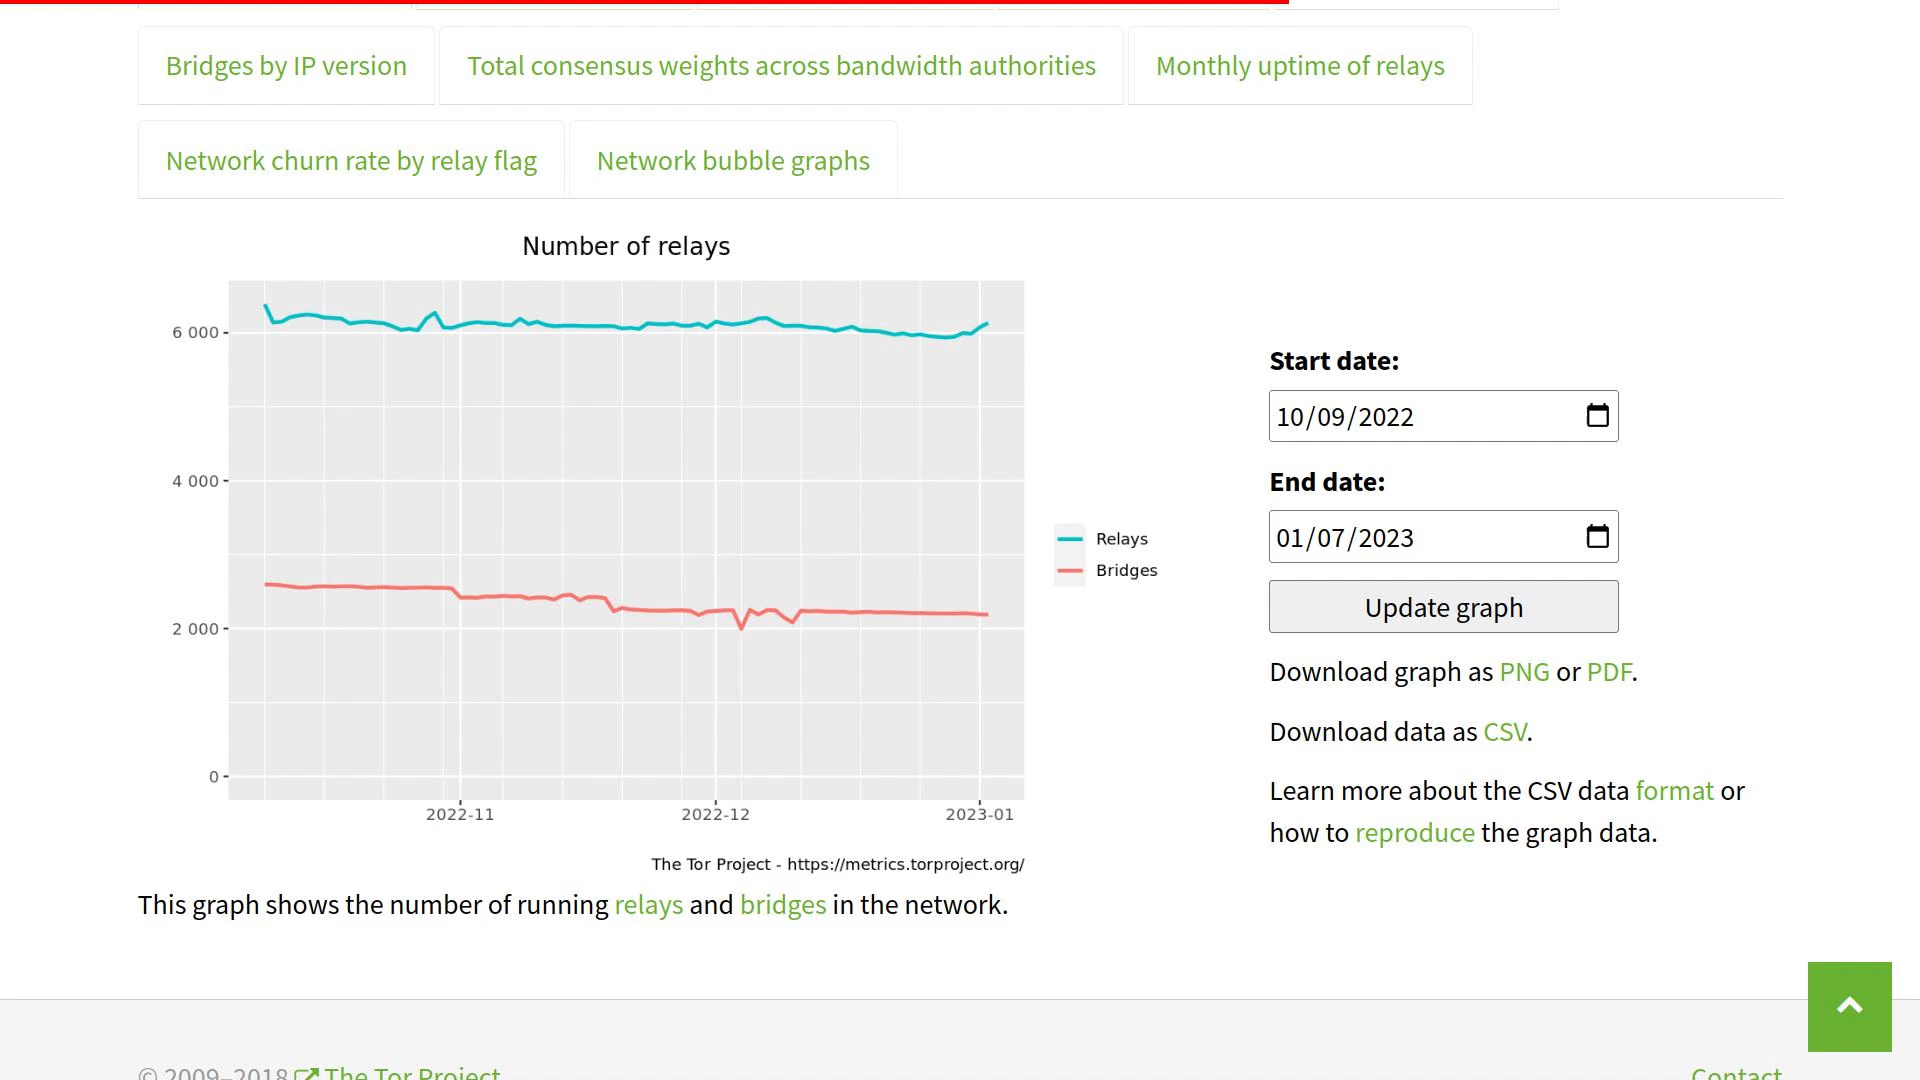 Bridges by IP version
Total consensus weights across bandwidth authorities
Monthly uptime of relays
Network churn rate by relay flag
Network bubble graphs
Number of relays
6 000
4 000
2 000
0
2022-11
2022-12
2023-01
Relays
Bridges
The Tor Project - https://metrics.torproject.org/
This graph shows the number of running relays and bridges in the network.
Start date:
10/09/2022
End date:
01/07/2023
Update graph
Download graph as PNG or PDF.
Download data as CSV.
Learn more about the CSV data format or
how to reproduce the graph data.
© 2009–2018 The Tor Project
Contact